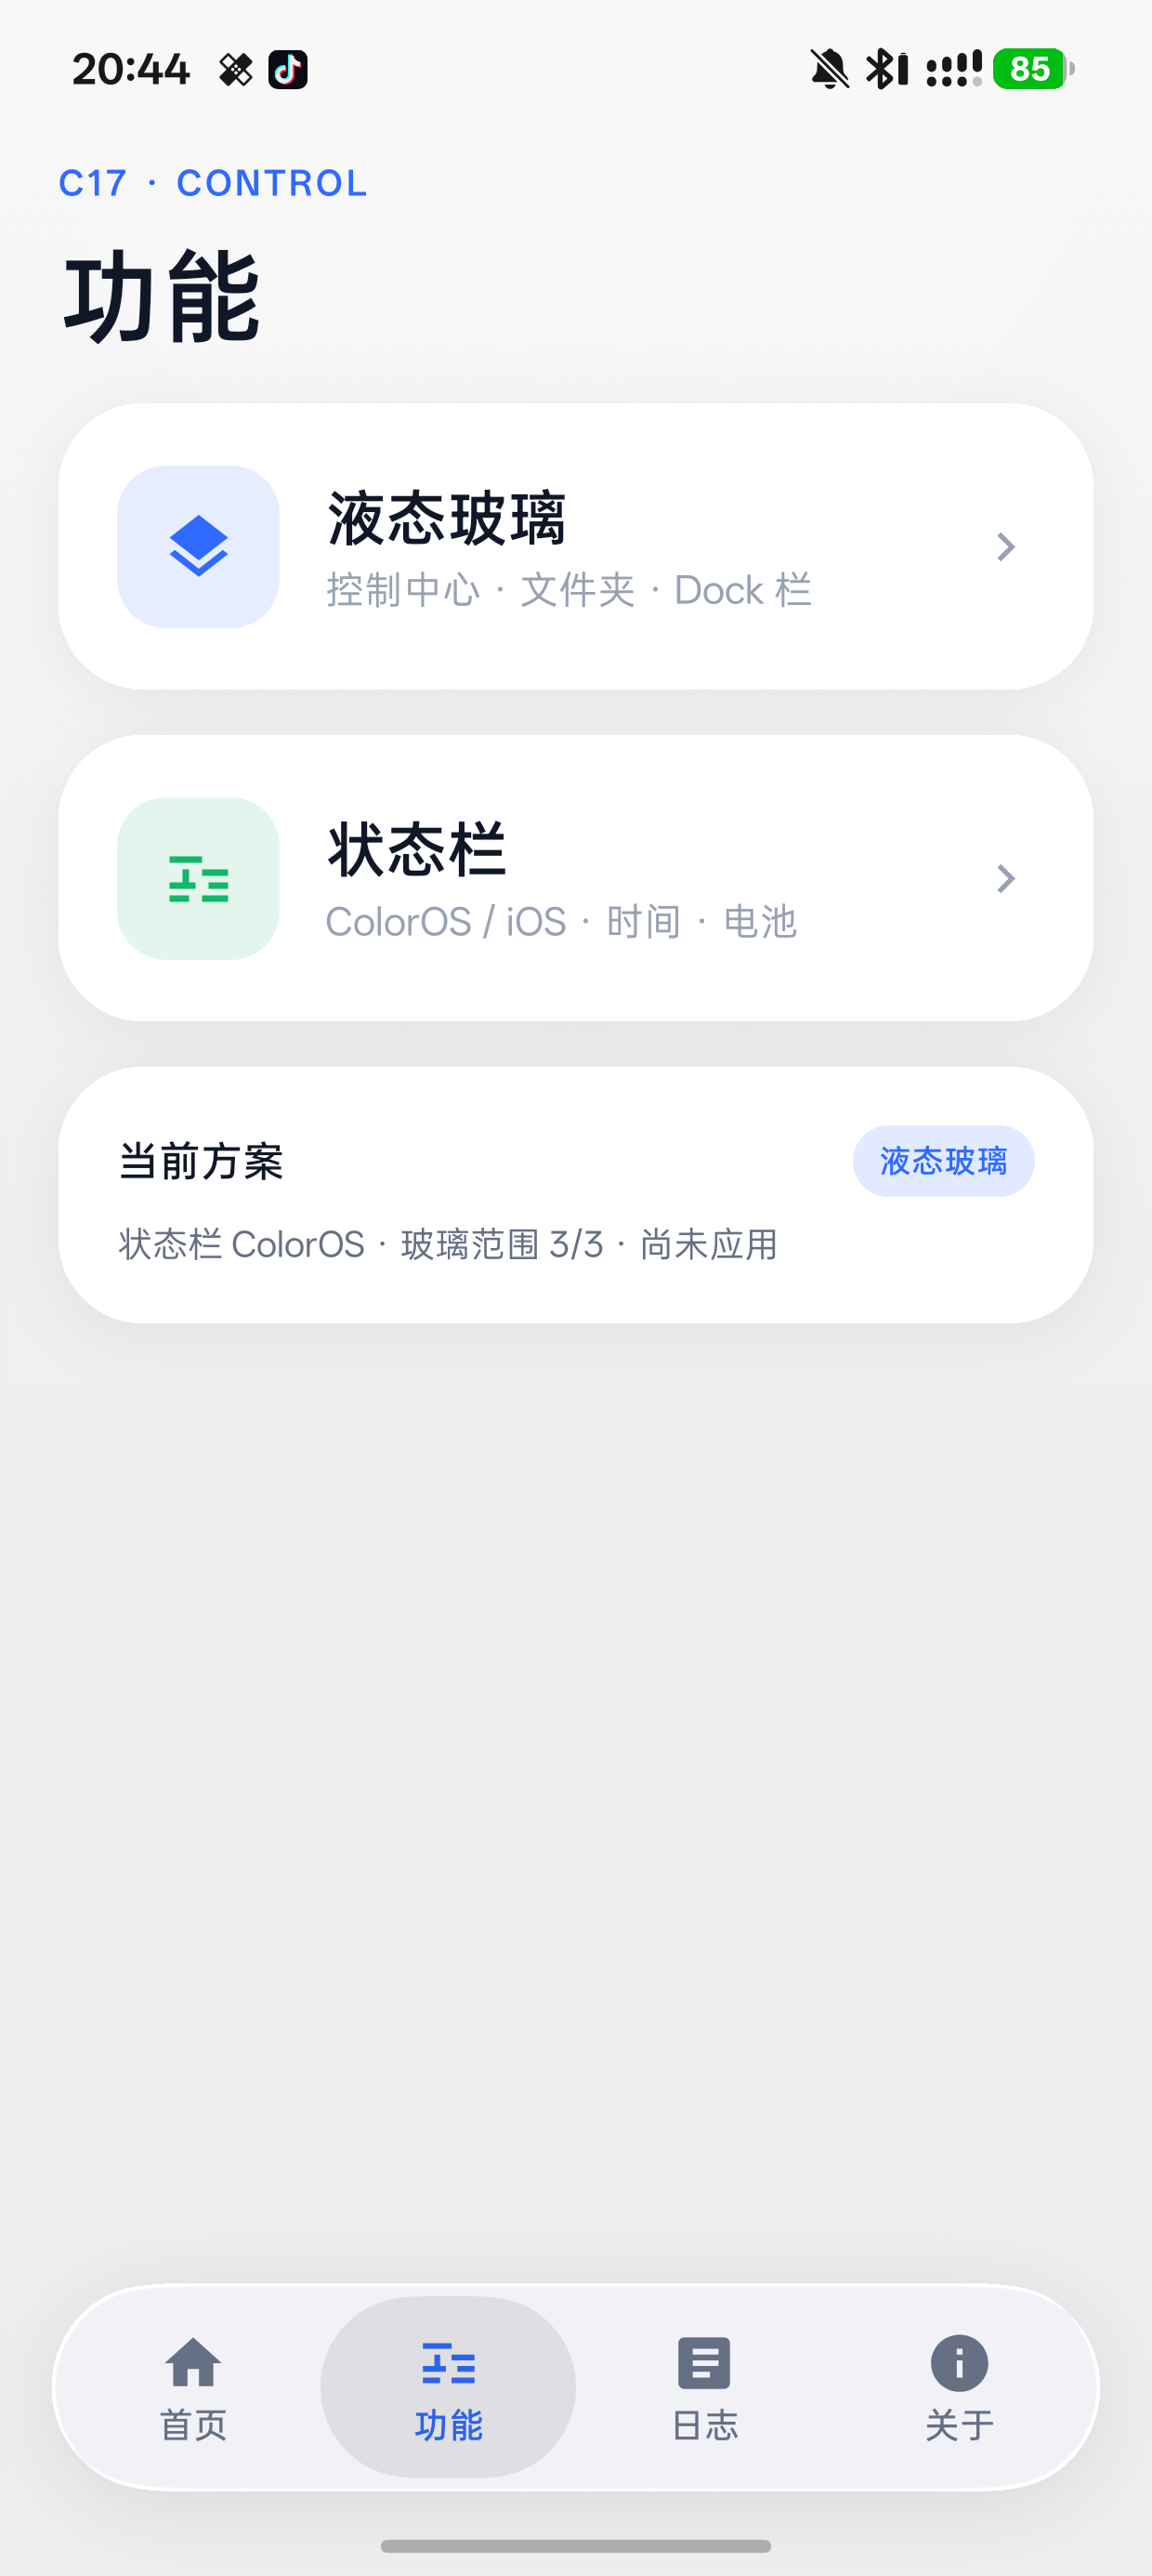 20:44
85
C17 · CONTROL
功能
液态玻璃
控制中心 · 文件夹 · Dock 栏
状态栏
ColorOS / iOS · 时间 · 电池
当前方案
液态玻璃
状态栏 ColorOS · 玻璃范围 3/3 · 尚未应用
首页
功能
日志
关于